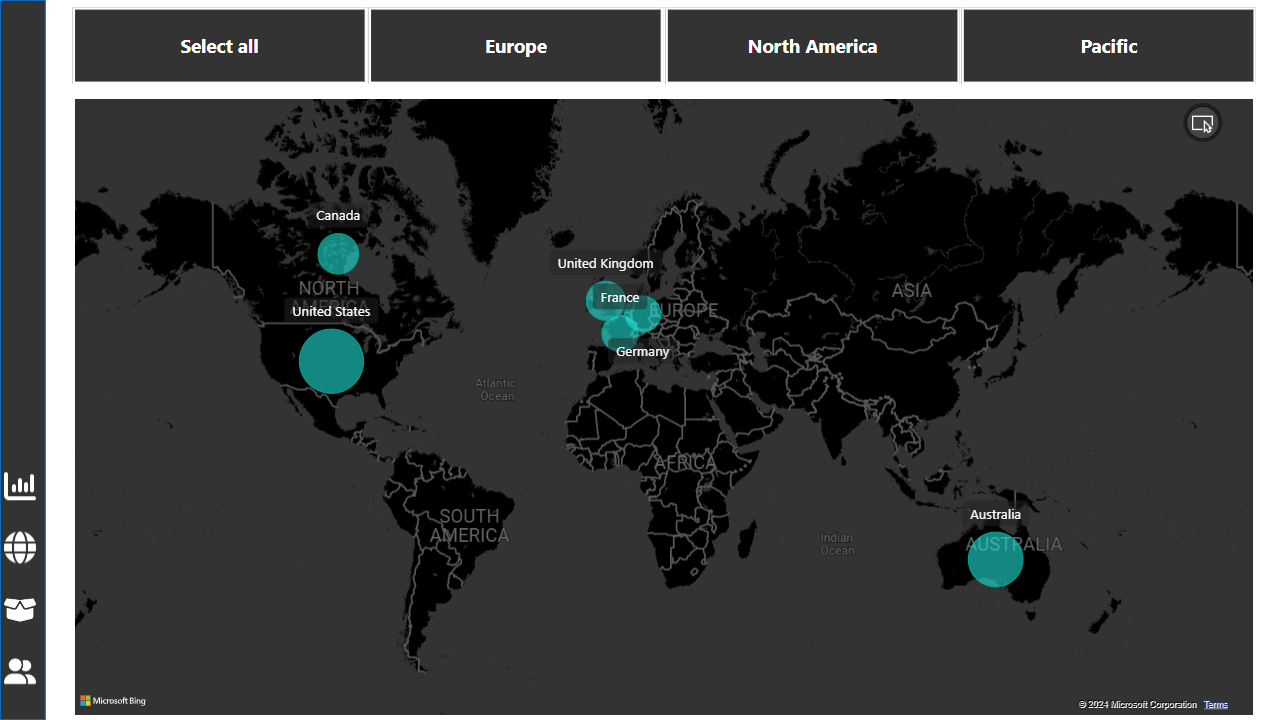 Select all
Europe
North America
Pacific
Canada
NORTH
AMERICA
United States
United Kingdom
France
EUROPE
Germany
ASIA
Atlantic
Ocean
AFRICA
SOUTH
AMERICA
Indian
Ocean
Australia
AUSTRALIA
Microsoft Bing
© 2024 Microsoft Corporation Terms